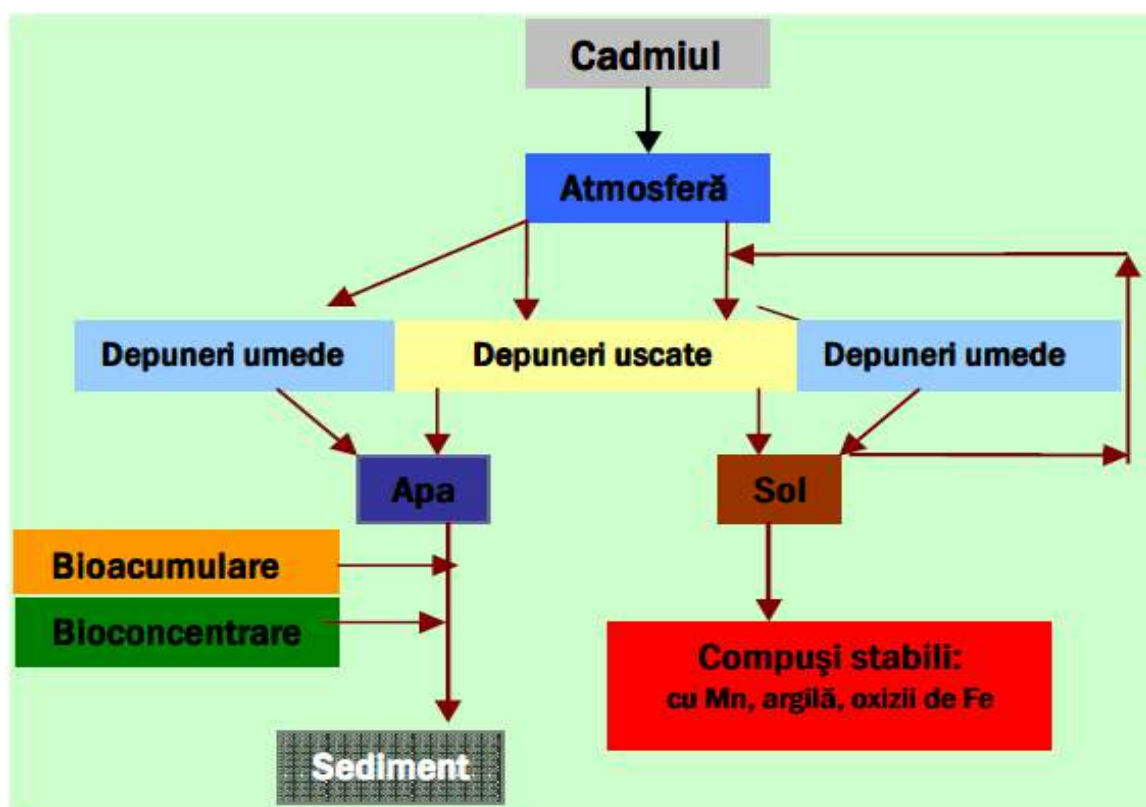 Cadmiul
Atmosferă
Depuneri umede
Depuneri uscate
Depuneri umede
Apa
Sol
Bioacumulare
Bioconcentrare
Compuşi stabili:
cu Mn, argilă, oxizii de Fe
Sediment